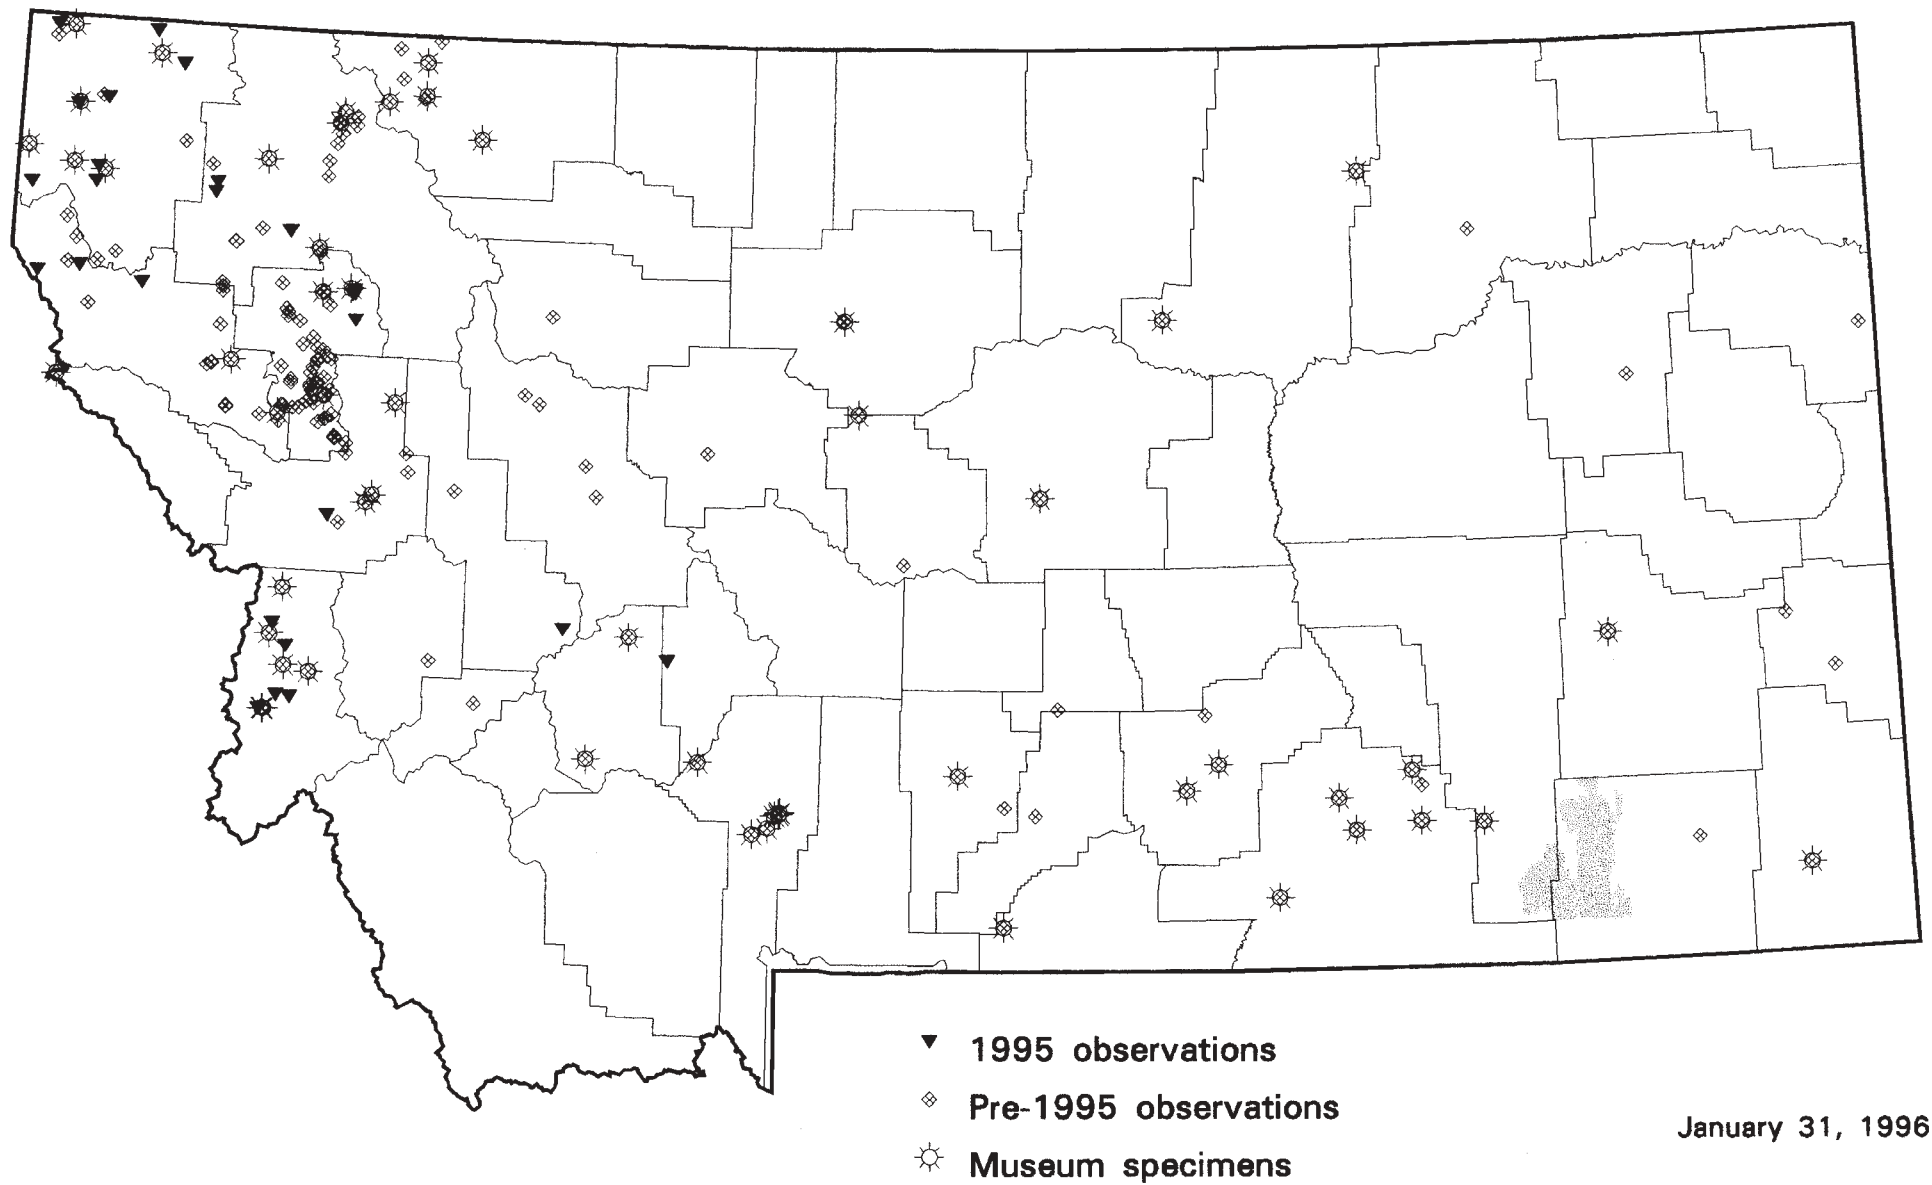 1995 observations
Pre-1995 observations
January 31, 1996
Museum specimens